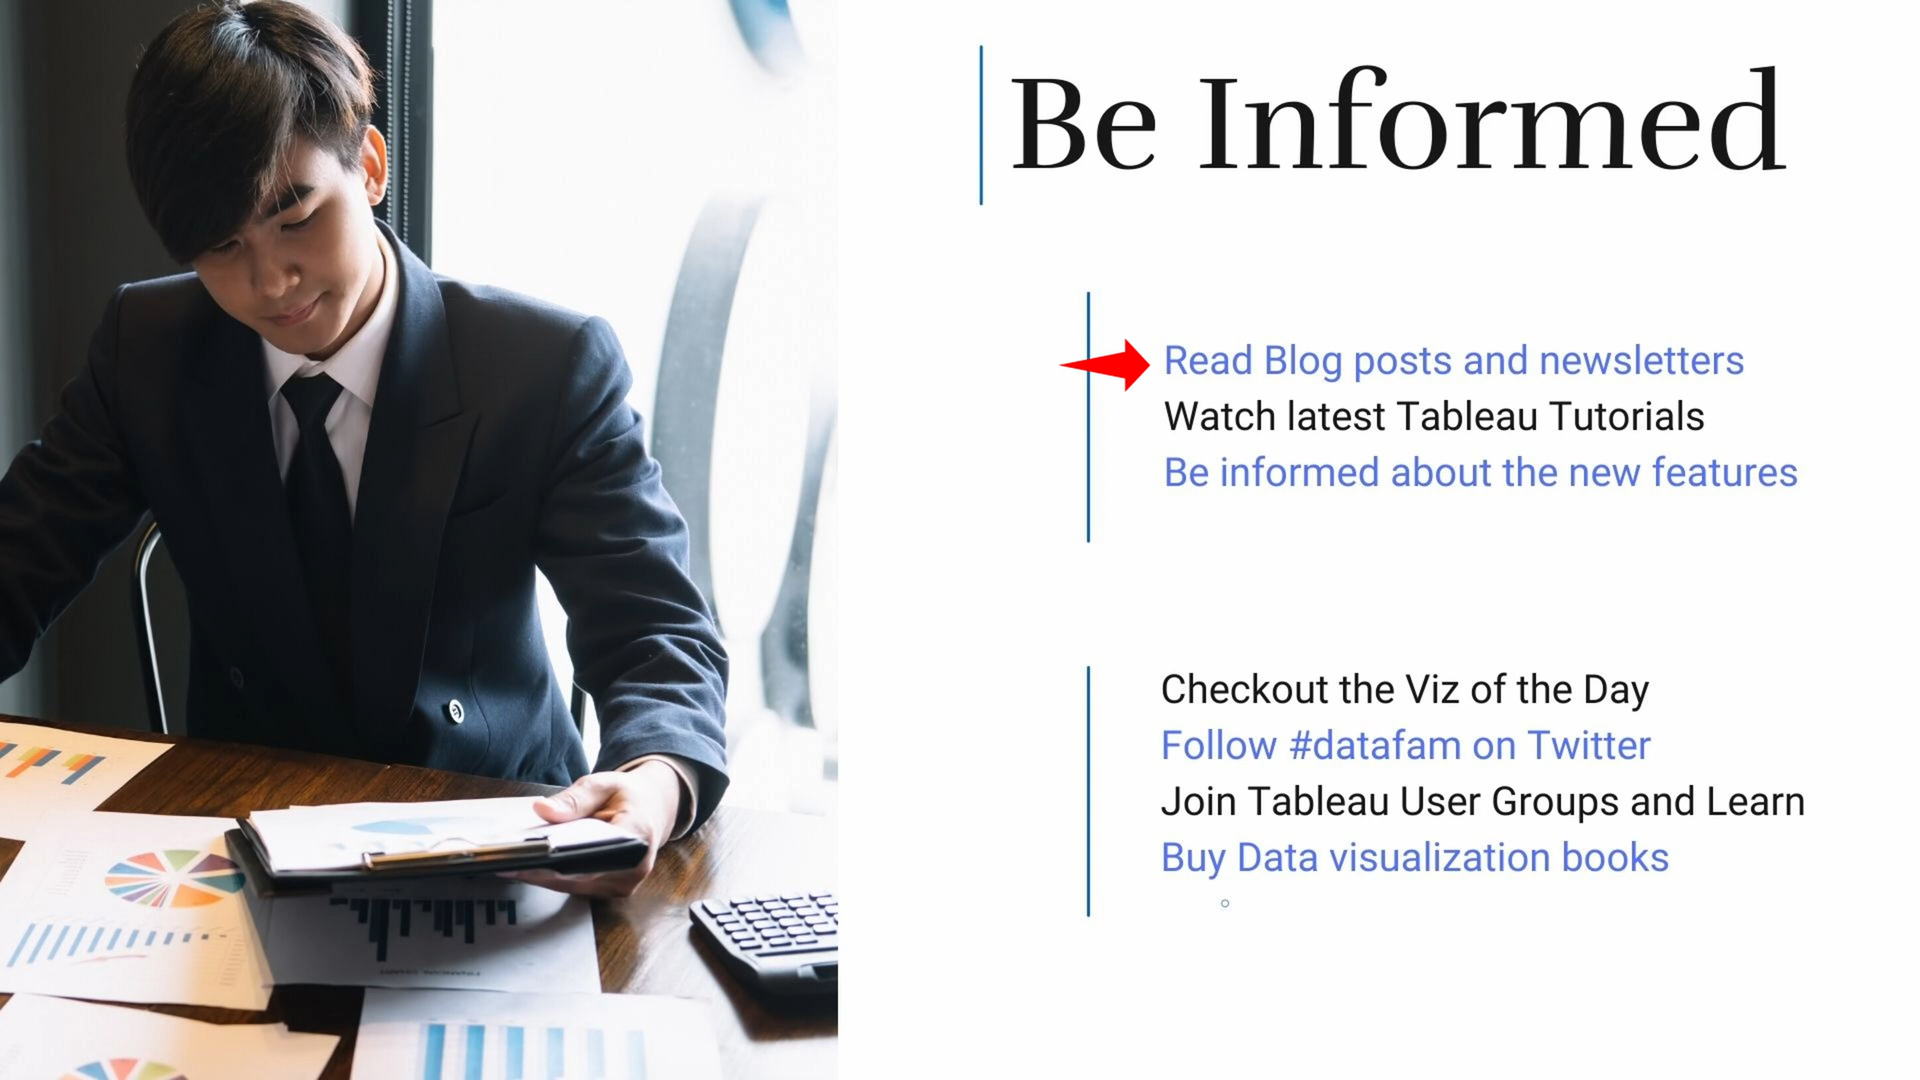 Be Informed
Read Blog posts and newsletters
Watch latest Tableau Tutorials
Be informed about the new features
Checkout the Viz of the Day
Follow #datafam on Twitter
Join Tableau User Groups and Learn
Buy Data visualization books